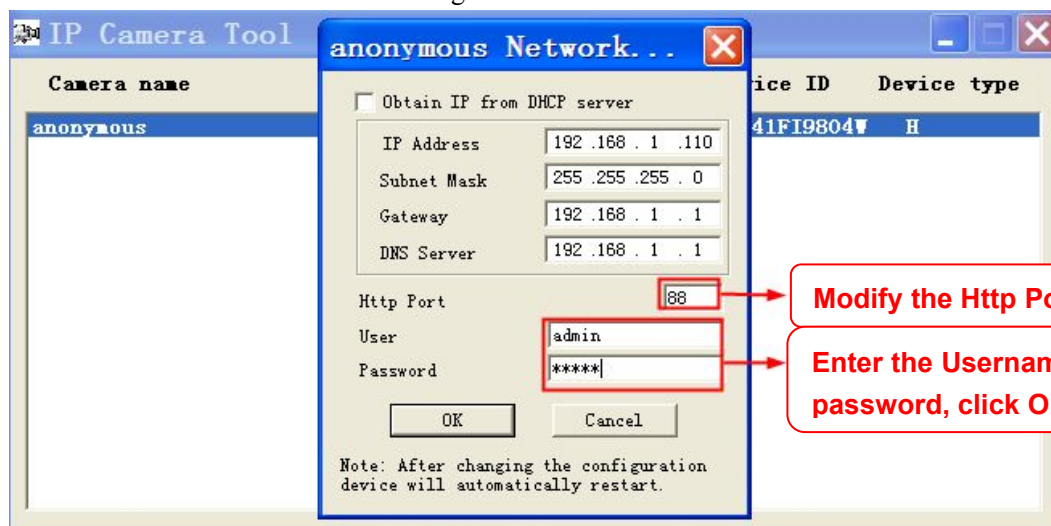 IP Camera Tool
anonymous Network...
Camera name
ice ID Device type
anonymous
41FI9804W H
Obtain IP from DHCP server
IP Address 192 .168 . 1 .110
Subnet Mask 255 .255 .255 . 0
Gateway 192 .168 . 1 . 1
DNS Server 192 .168 . 1 . 1
Http Port 88
Modify the Http Po
User admin
Password *****
Enter the Usernam
password, click O
OK Cancel
Note: After changing the configuration
device will automatically restart.